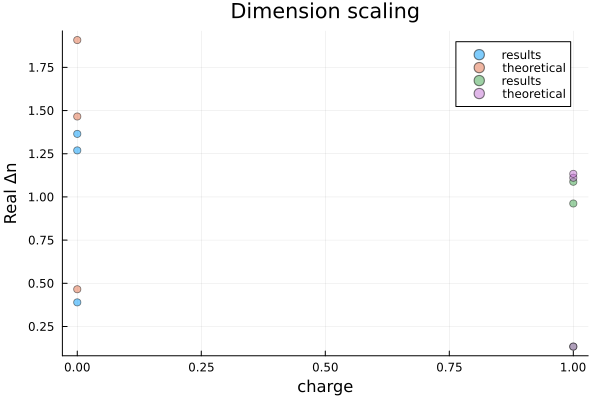 Dimension scaling
results
theoretical
results
theoretical
Real Δn
1.75
1.50
1.25
1.00
0.75
0.50
0.25
0.00 0.25 0.50 0.75 1.00
charge